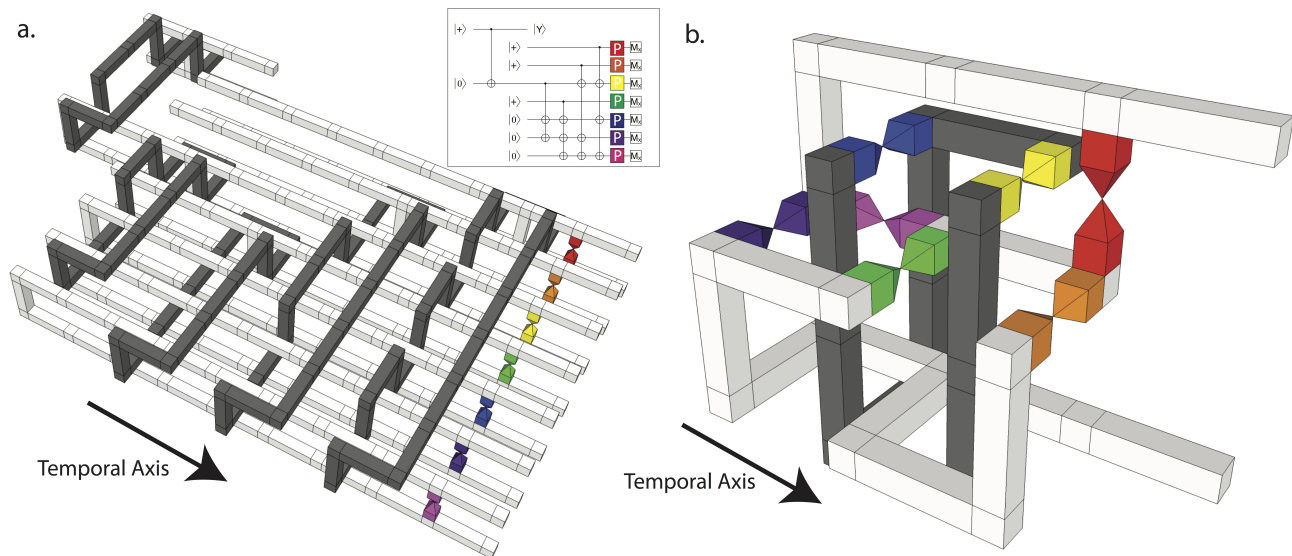 a.
b.
|+⟩ |Y⟩
|+⟩ P Mx
|+⟩ P Mx
|0⟩ P Mx
|+⟩ P Mx
|0⟩ P Mx
|0⟩ P Mx
|0⟩ P Mx
Temporal Axis
Temporal Axis